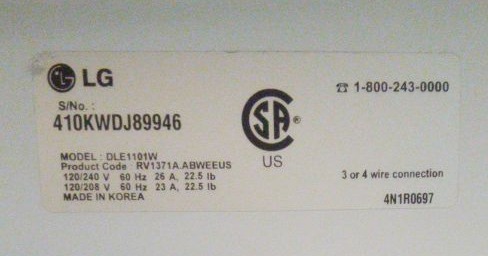 LG
☎ 1-800-243-0000
S/No. :
410KWDJ89946
SA ®
US
MODEL : DLE1101W
Product Code : RV1371A.ABWEEUS
120/240 V 60 Hz 26 A, 22.5 lb
120/208 V 60 Hz 23 A, 22.5 lb
MADE IN KOREA
3 or 4 wire connection
4N1R0697